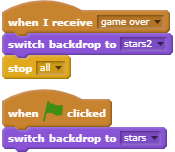 when I receive game over
switch backdrop to stars2
stop all
when clicked
switch backdrop to stars